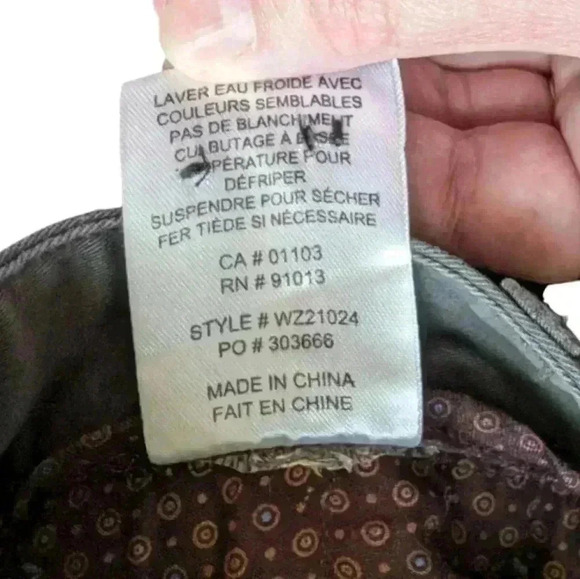 LAVER EAU FROIDE AVEC
COULEURS SEMBLABLES
PAS DE BLANCHIMENT
CULBUTAGE À
POUR
DÉFRIPER
SUSPENDRE POUR SÉCHER
FER TIÈDE SI NÉCESSAIRE
CA # 01103
RN # 91013
STYLE # WZ21024
PO # 303666
MADE IN CHINA
FAIT EN CHINE